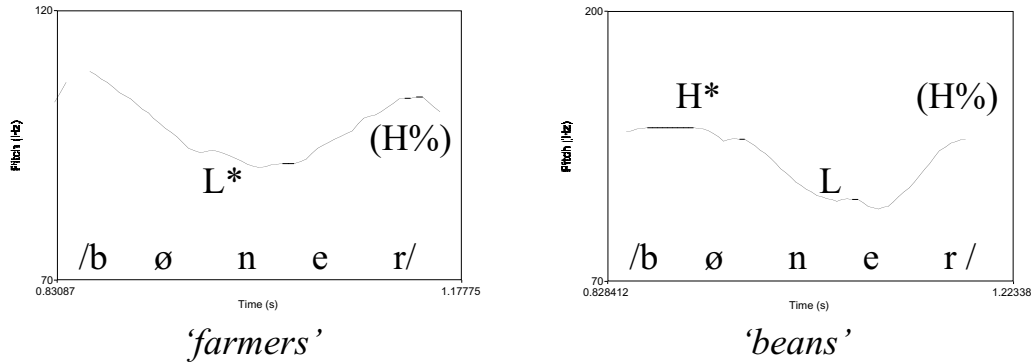 120
Pitch (Hz)
L*
(H%)
/b ø n e r/
70
0.83087
1.17775
Time (s)
‘farmers’
200
Pitch (Hz)
H*
(H%)
L
/b ø n e r /
70
0.828412
1.22338
Time (s)
‘beans’